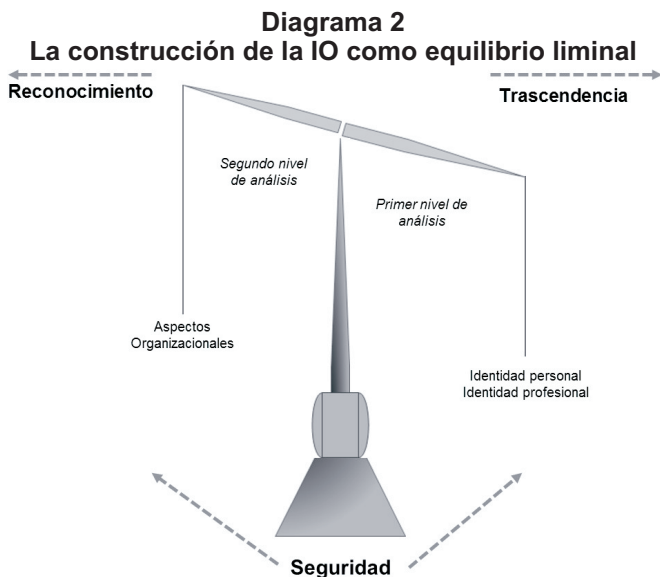 Diagrama 2
La construcción de la IO como equilibrio liminal
Reconocimiento
Trascendencia
Segundo nivel
de análisis
Primer nivel de
análisis
Aspectos
Organizacionales
Identidad personal
Identidad profesional
Seguridad